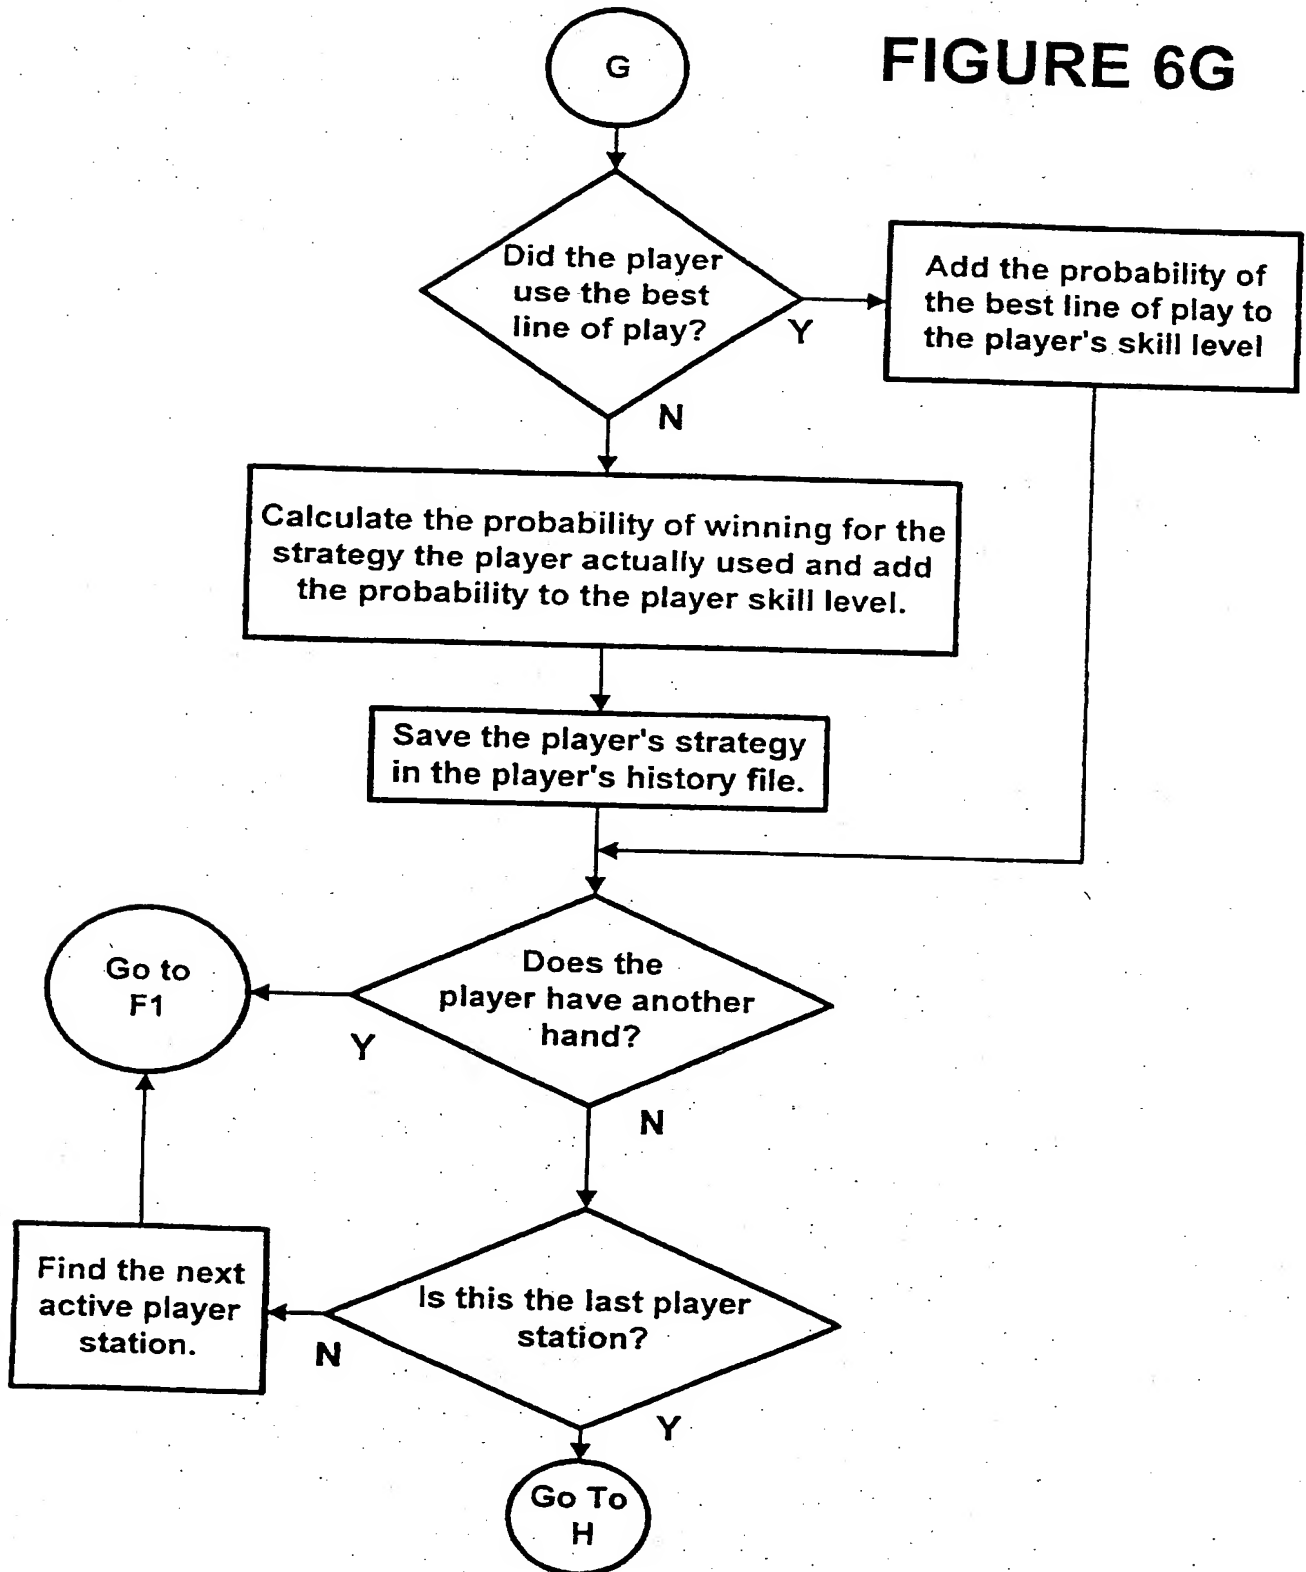 FIGURE 6G
G
Did the player
use the best
line of play?
Y
Add the probability of
the best line of play to
the player's skill level
N
Calculate the probability of winning for the
strategy the player actually used and add
the probability to the player skill level.
Save the player's strategy
in the player's history file.
Go to
F1
Does the
player have another
hand?
Y
N
Find the next
active player
station.
Is this the last player
station?
N
Y
Go To
H